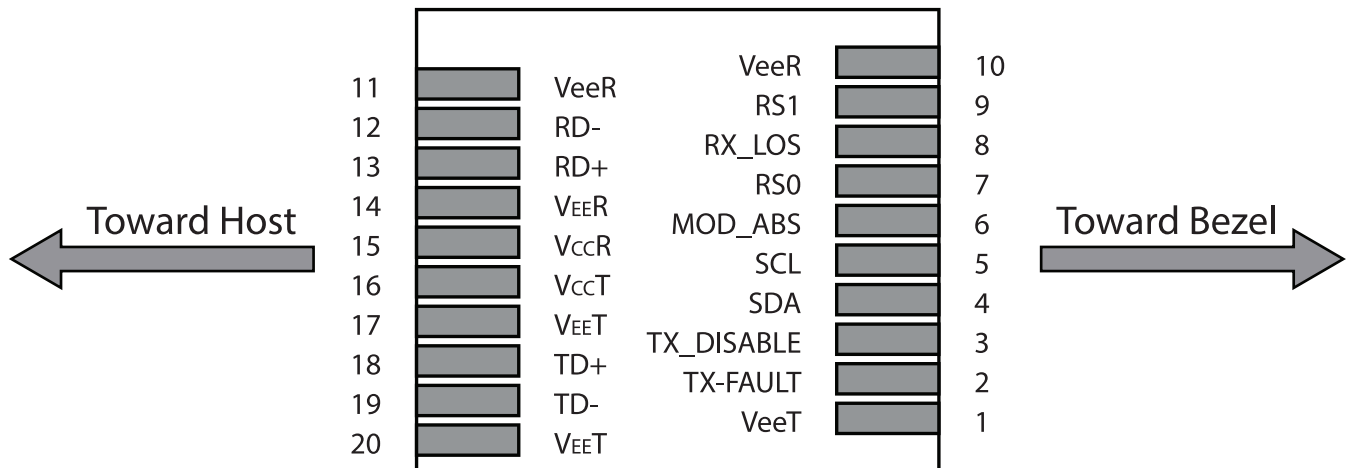 VeeR 10
11 VeeR
RS1 9
12 RD-
RX_LOS 8
13 RD+
RS0 7
14 VEER
MOD_ABS 6
Toward Host
Toward Bezel
15 VccR
SCL 5
16 VccT
SDA 4
17 VEET
TX_DISABLE 3
18 TD+
TX-FAULT 2
19 TD-
VeeT 1
20 VEET